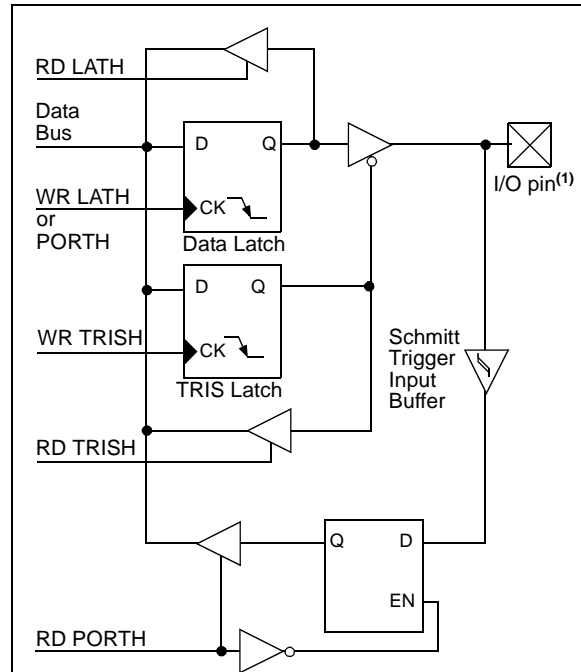 RD LATH
Data
Bus
D Q
I/O pin(1)
WR LATH
or
PORTH
CK
Data Latch
D Q
WR TRISH
CK
TRIS Latch
Schmitt
Trigger
Input
Buffer
RD TRISH
Q D
EN
RD PORTH